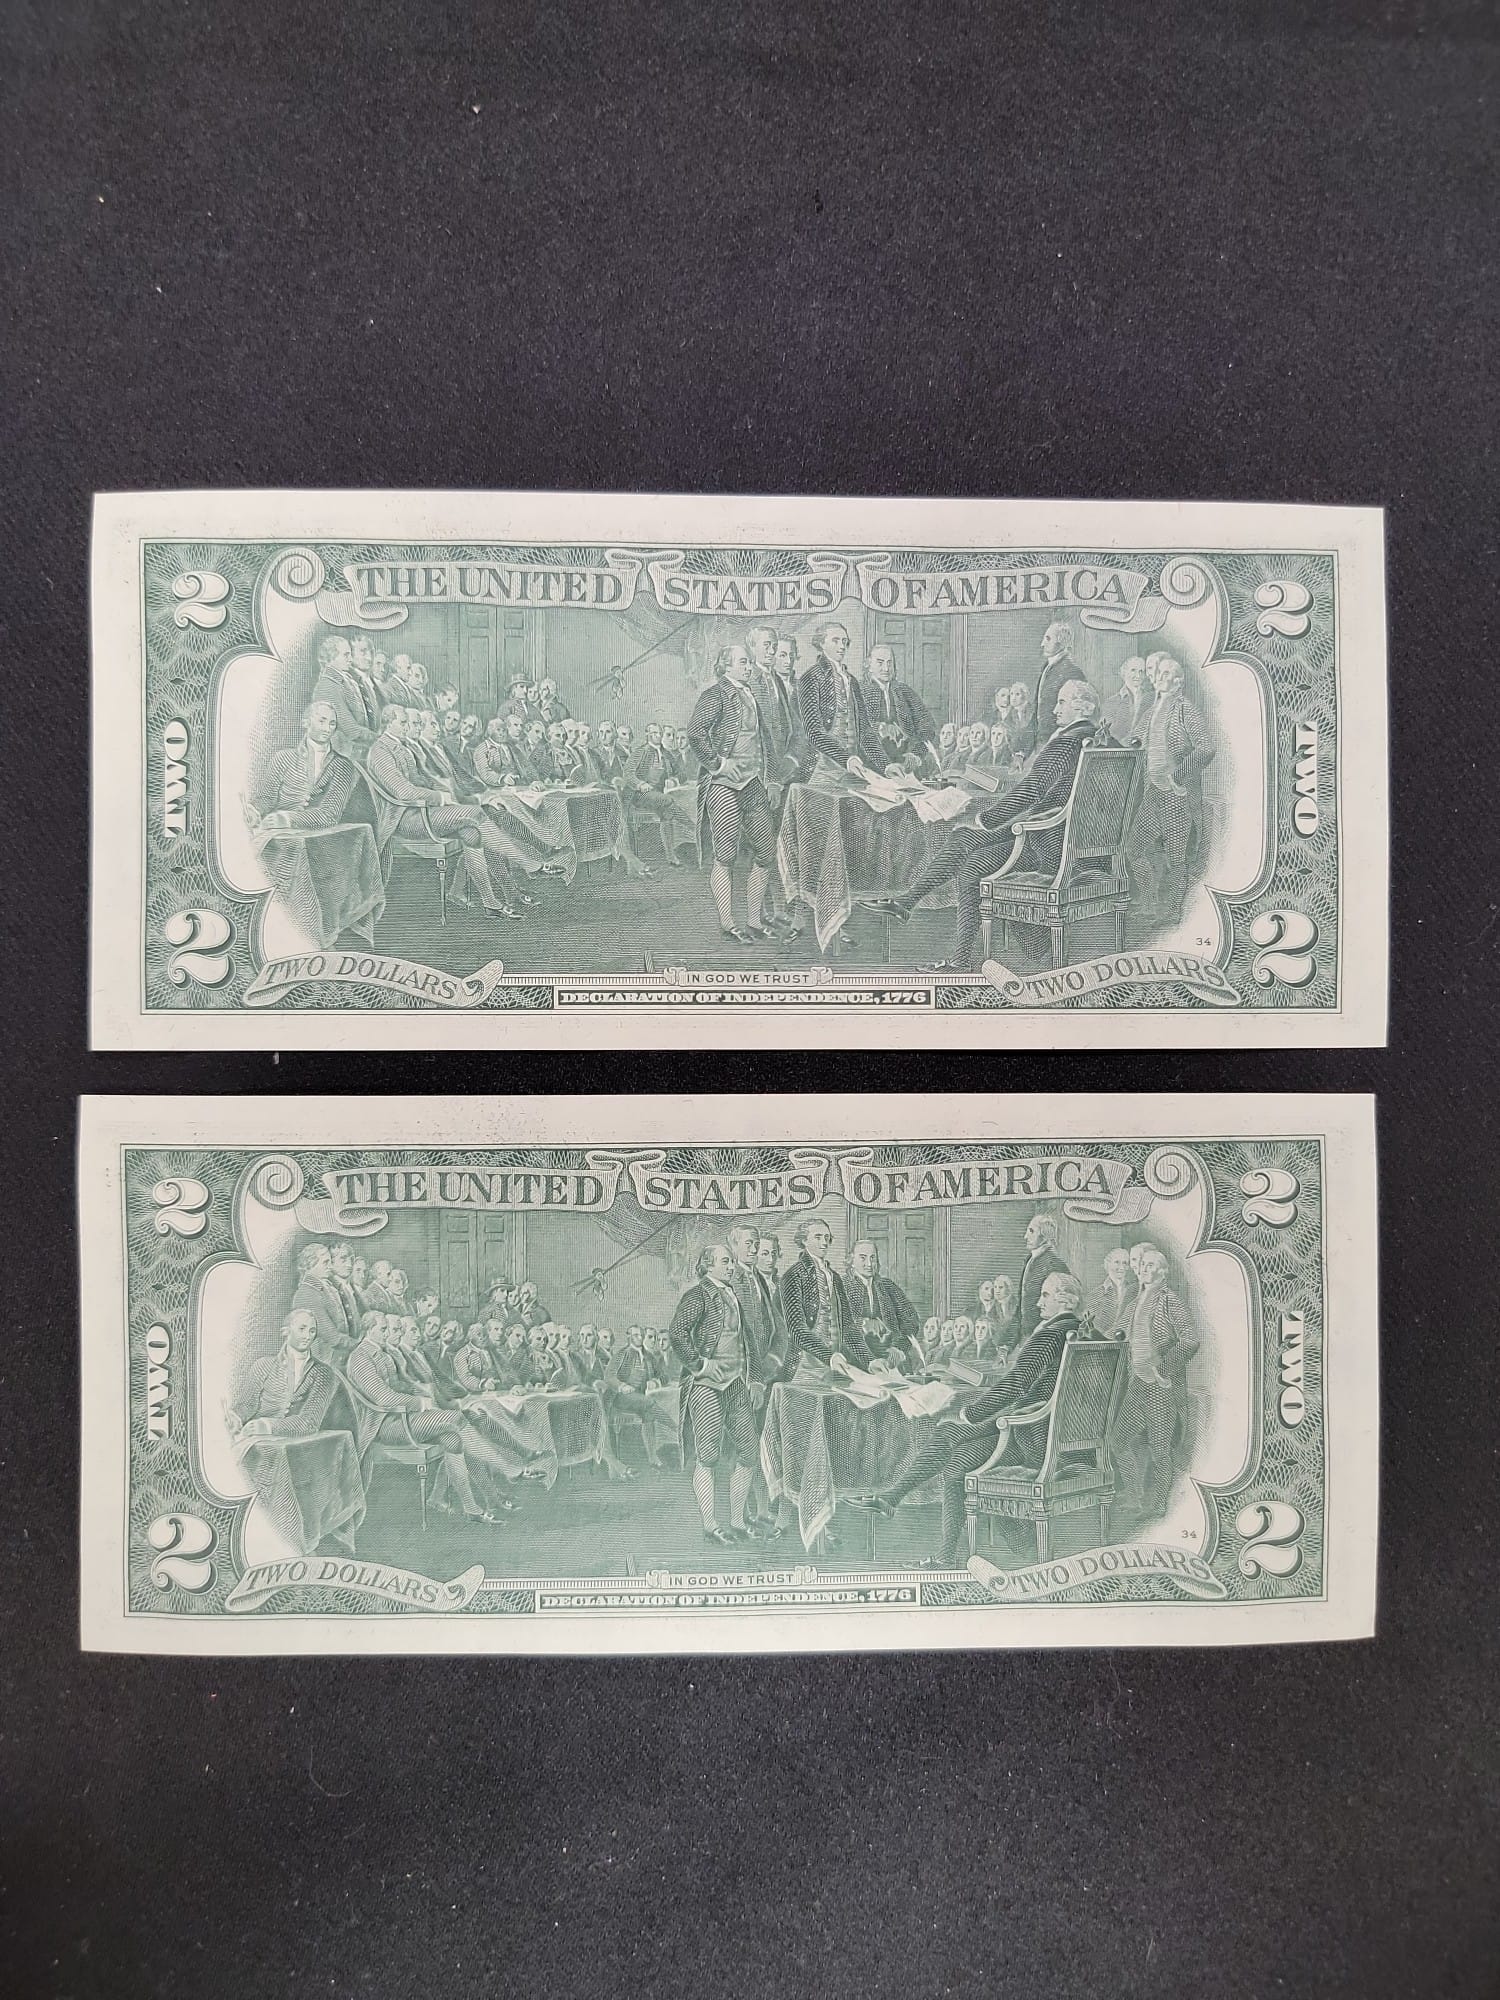 2 THE UNITED STATES OF AMERICA 2
TWO
TWO
34
2 TWO DOLLARS IN GOD WE TRUST TWO DOLLARS 2
DECLARATION OF INDEPENDENCE, 1776
2 THE UNITED STATES OF AMERICA 2
TWO
TWO
34
2 TWO DOLLARS IN GOD WE TRUST TWO DOLLARS 2
DECLARATION OF INDEPENDENCE, 1776